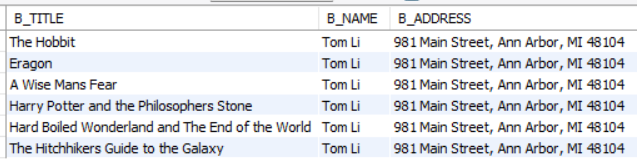 B_TITLE B_NAME B_ADDRESS
The Hobbit Tom Li 981 Main Street, Ann Arbor, MI 48104
Eragon Tom Li 981 Main Street, Ann Arbor, MI 48104
A Wise Mans Fear Tom Li 981 Main Street, Ann Arbor, MI 48104
Harry Potter and the Philosophers Stone Tom Li 981 Main Street, Ann Arbor, MI 48104
Hard Boiled Wonderland and The End of the World Tom Li 981 Main Street, Ann Arbor, MI 48104
The Hitchhikers Guide to the Galaxy Tom Li 981 Main Street, Ann Arbor, MI 48104